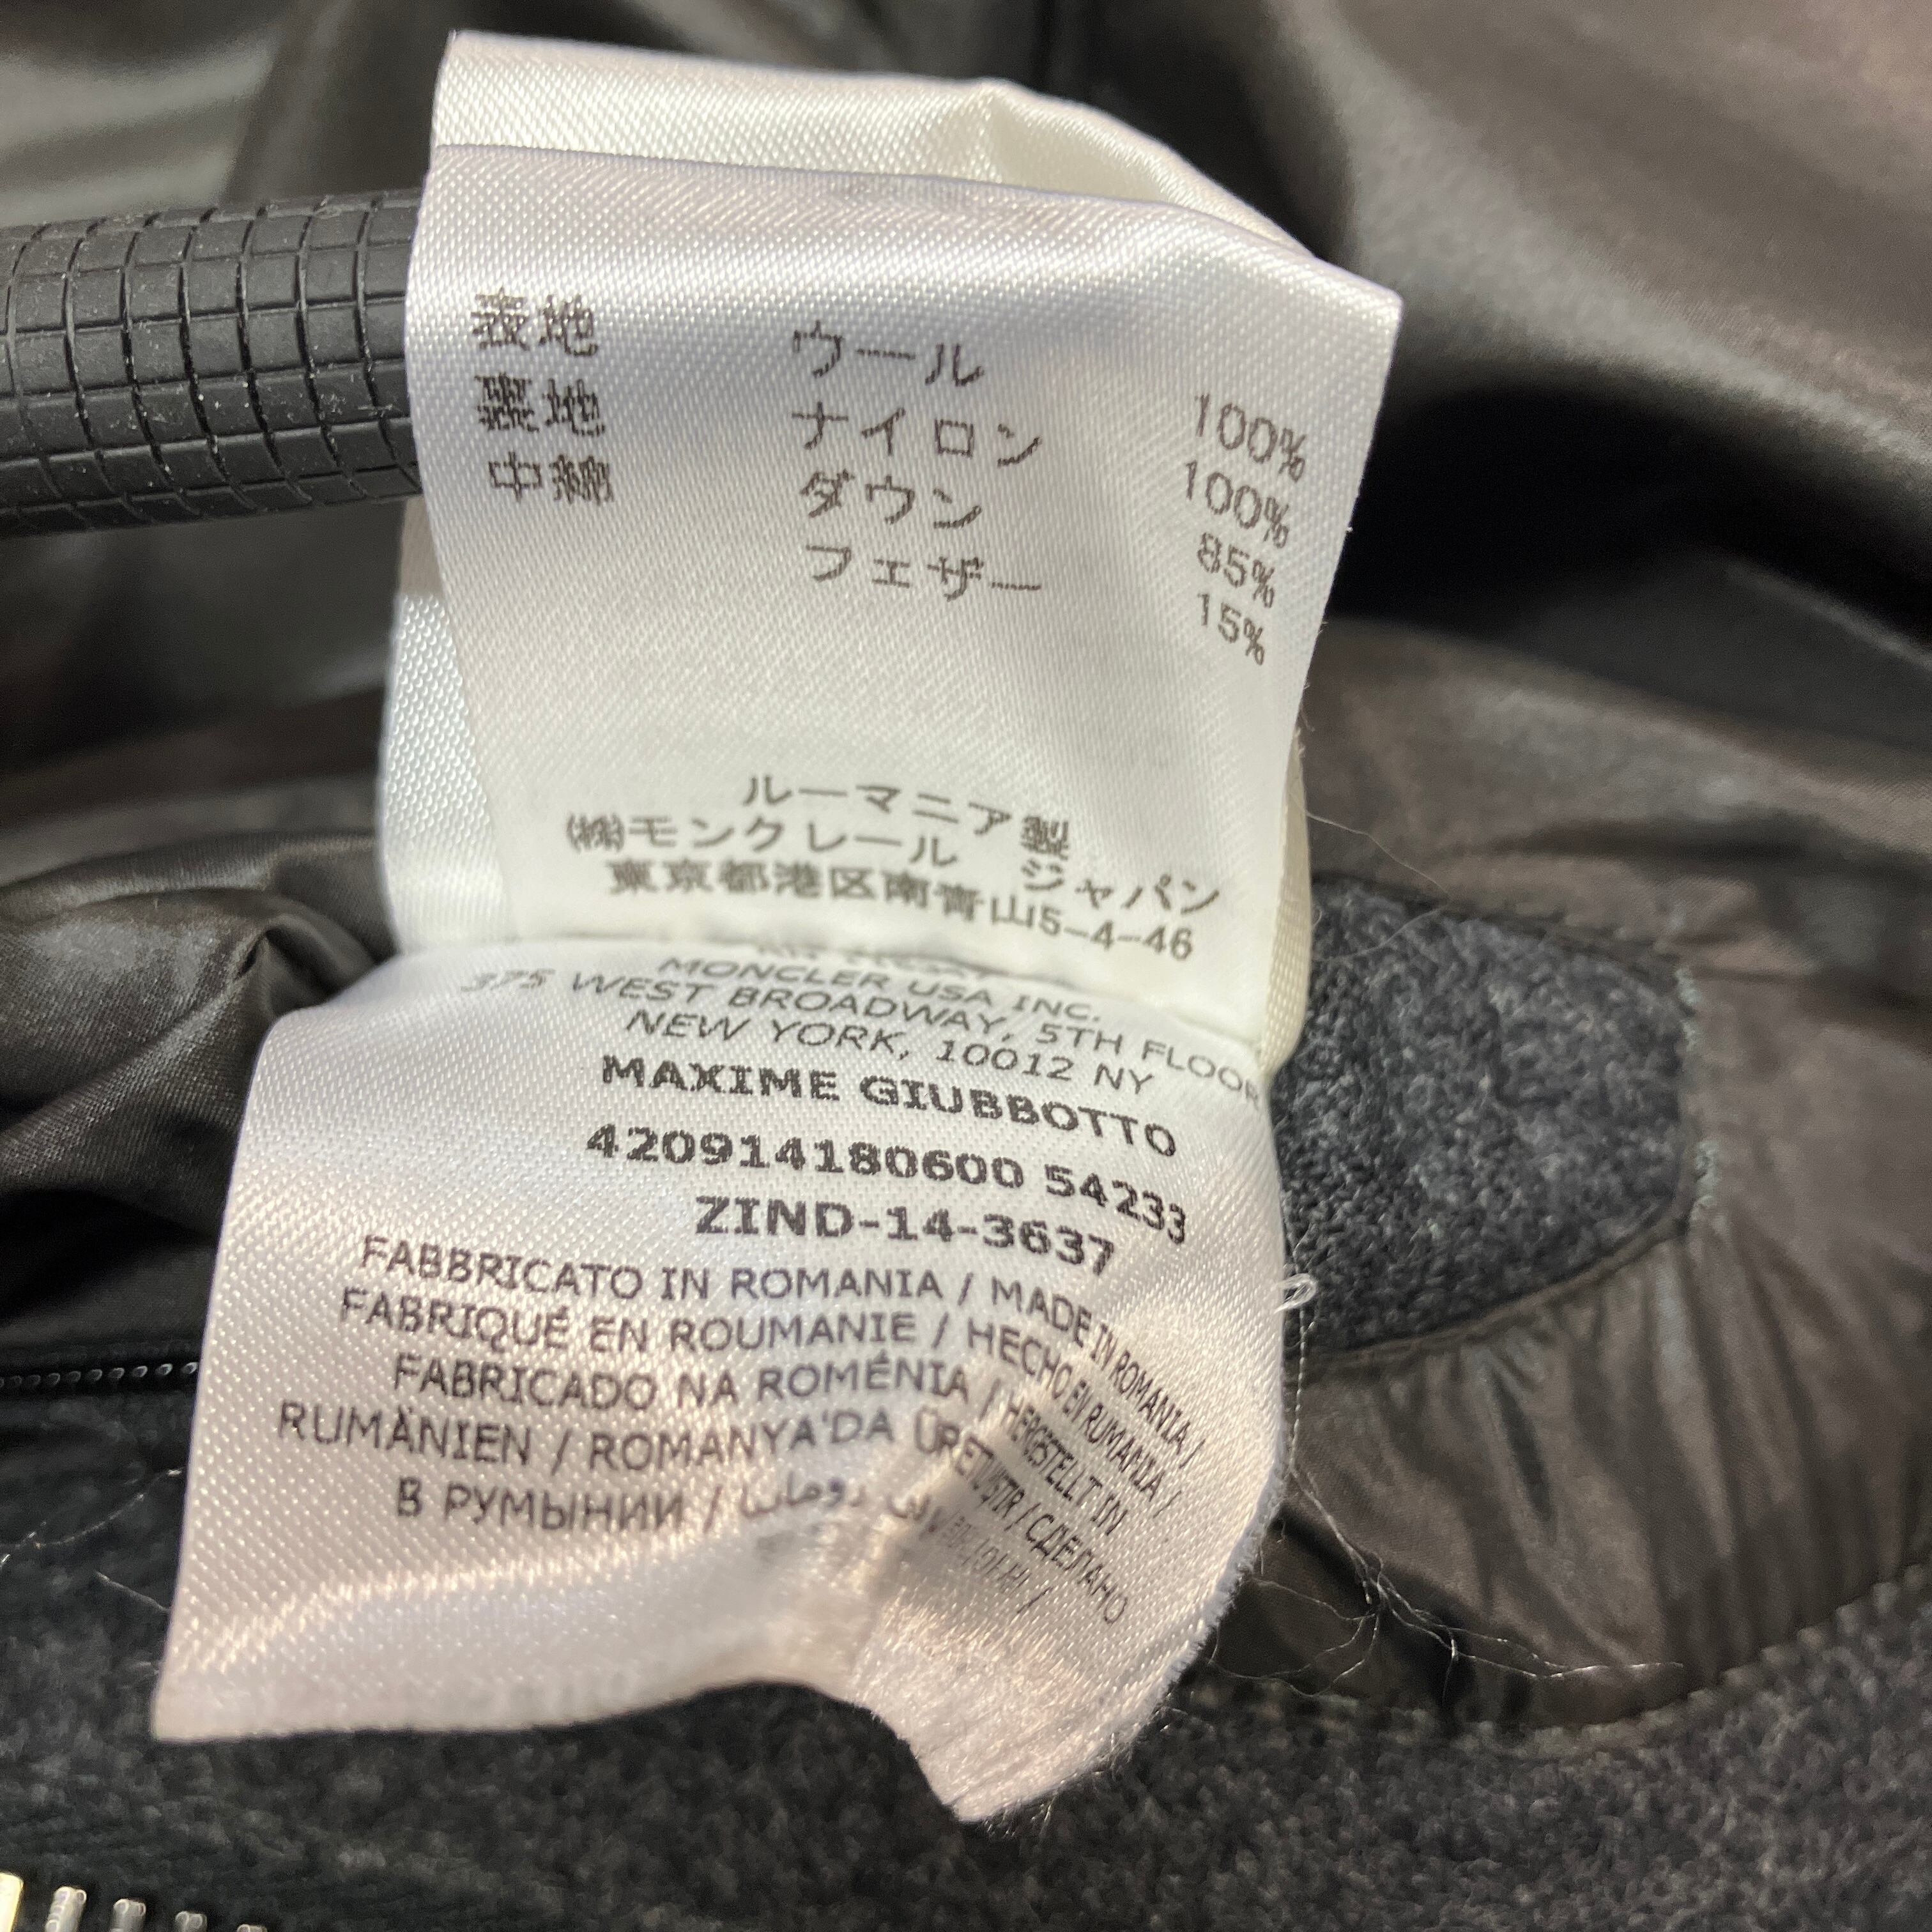 表地 ウール 100%
裏地 ナイロン 100%
中綿 ダウン 85%
フェザー 15%
ルーマニア製
㈱モンクレール ジャパン
東京都港区南青山5-4-46
MONCLER USA INC.
375 WEST BROADWAY, 5TH FLOOR
NEW YORK, 10012 NY
MAXIME GIUBBOTTO
420914180600 54233
ZIND-14-3637
FABBRICATO IN ROMANIA / MADE IN ROMANIA /
FABRIQUÉ EN ROUMANIE / HECHO EN RUMANIA /
FABRICADO NA ROMÉNIA / HERGESTELLT IN
RUMÄNIEN / ROMANYA'DA ÜRETILMIŞTIR / СДЕЛАНО
В РУМЫНИИ / رومانيا /